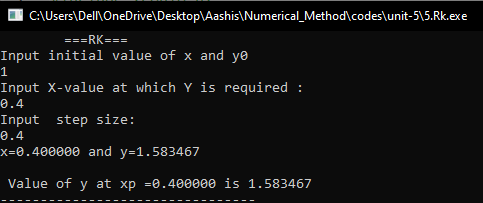 C:\Users\Dell\OneDrive\Desktop\Aashis\Numerical_Method\codes\unit-5\5.Rk.exe
===RK===
Input initial value of x and y0
1
Input X-value at which Y is required :
0.4
Input  step size:
0.4
x=0.400000 and y=1.583467
Value of y at xp =0.400000 is 1.583467
--------------------------------